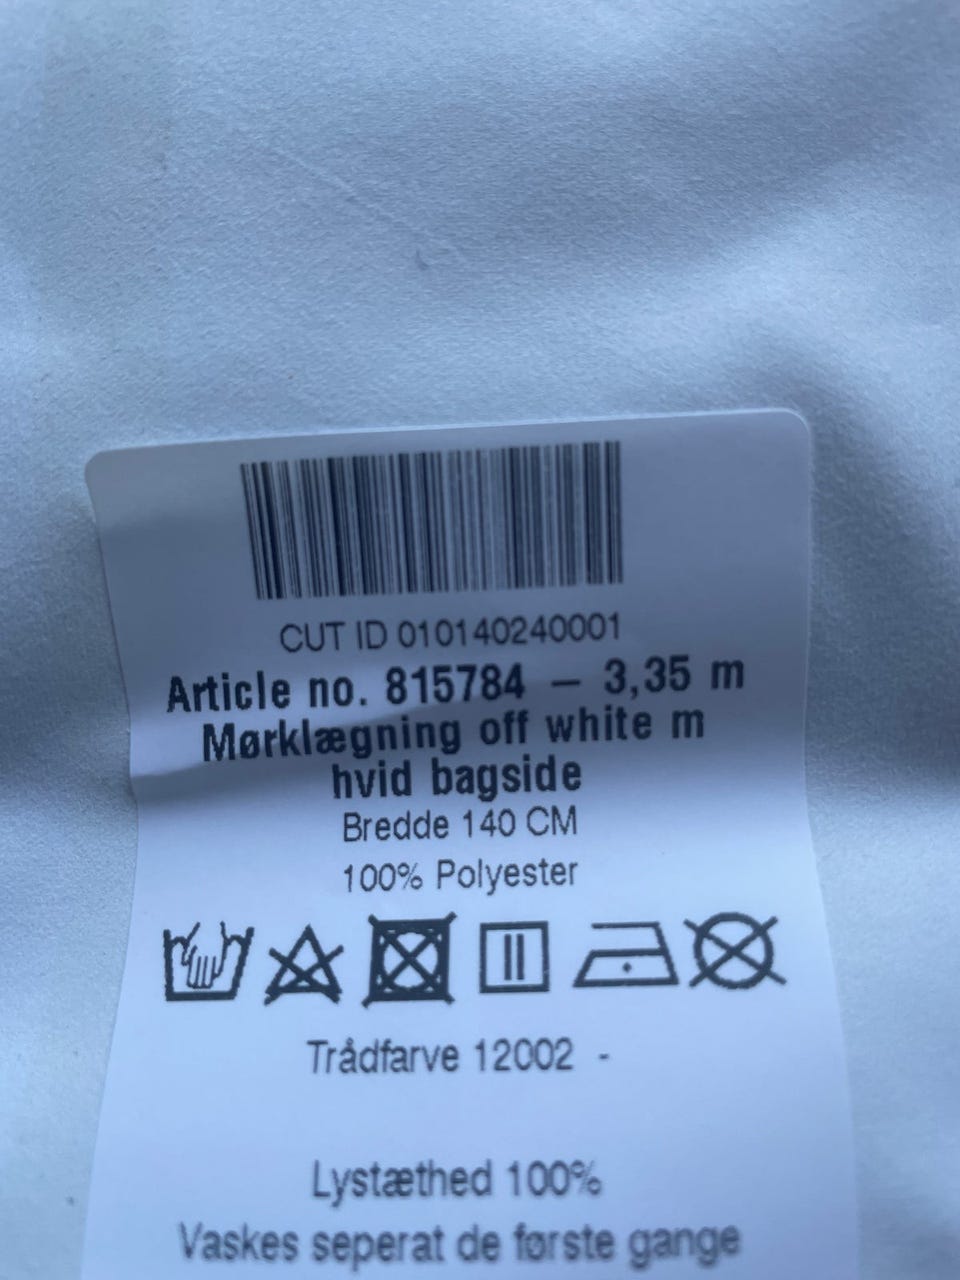 CUT ID 010140240001
Article no. 815784 – 3,35 m
Mørklægning off white m
hvid bagside
Bredde 140 CM
100% Polyester
Trådfarve 12002 -
Lystæthed 100%
Vaskes seperat de første gange